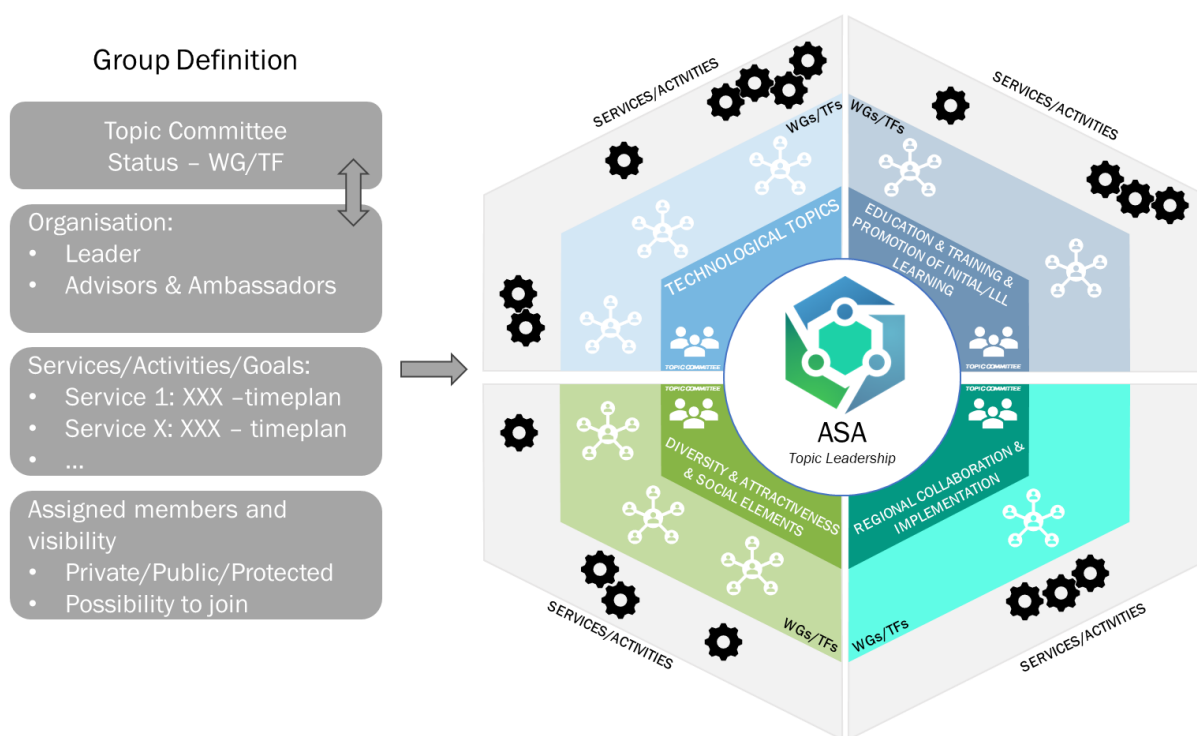 Group Definition
Topic Committee
Status – WG/TF
Organisation:
• Leader
• Advisors & Ambassadors
Services/Activities/Goals:
• Service 1: XXX –timeplan
• Service X: XXX – timeplan
• ...
Assigned members and
visibility
• Private/Public/Protected
• Possibility to join
SERVICES/ACTIVITIES
WGs/TFs
TECHNOLOGICAL TOPICS
TOPIC COMMITTEE
SERVICES/ACTIVITIES
WGs/TFs
EDUCATION & TRAINING &
PROMOTION OF INITIAL/LLL
LEARNING
TOPIC COMMITTEE
ASA
Topic Leadership
TOPIC COMMITTEE
DIVERSITY & ATTRACTIVENESS
& SOCIAL ELEMENTS
WGs/TFs
SERVICES/ACTIVITIES
TOPIC COMMITTEE
REGIONAL COLLABORATION &
IMPLEMENTATION
WGs/TFs
SERVICES/ACTIVITIES